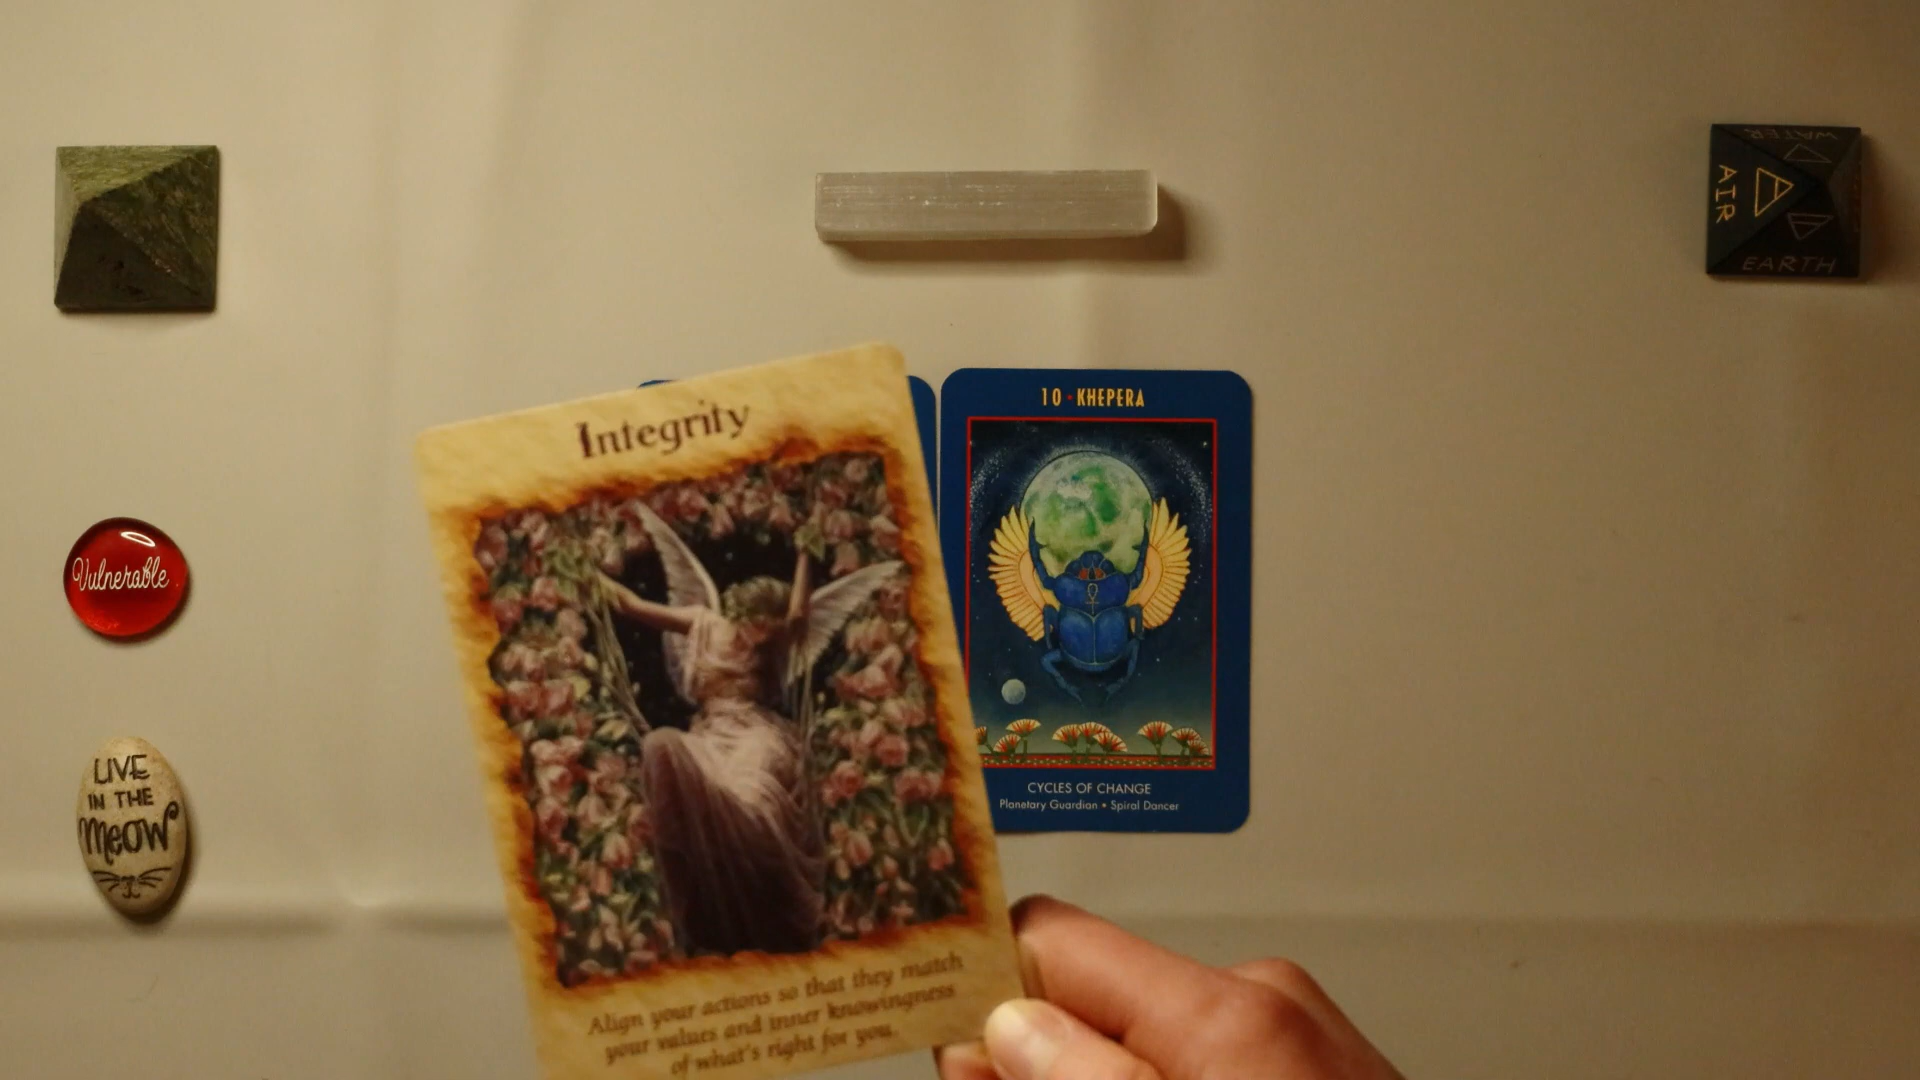 WATER
AIR
EARTH
10 • KHEPERA
Integrity
Vulnerable
LIVE
IN THE
MEOW
CYCLES OF CHANGE
Planetary Guardian • Spiral Dancer
Align your actions so that they match
your values and inner knowingness
of what's right for you.